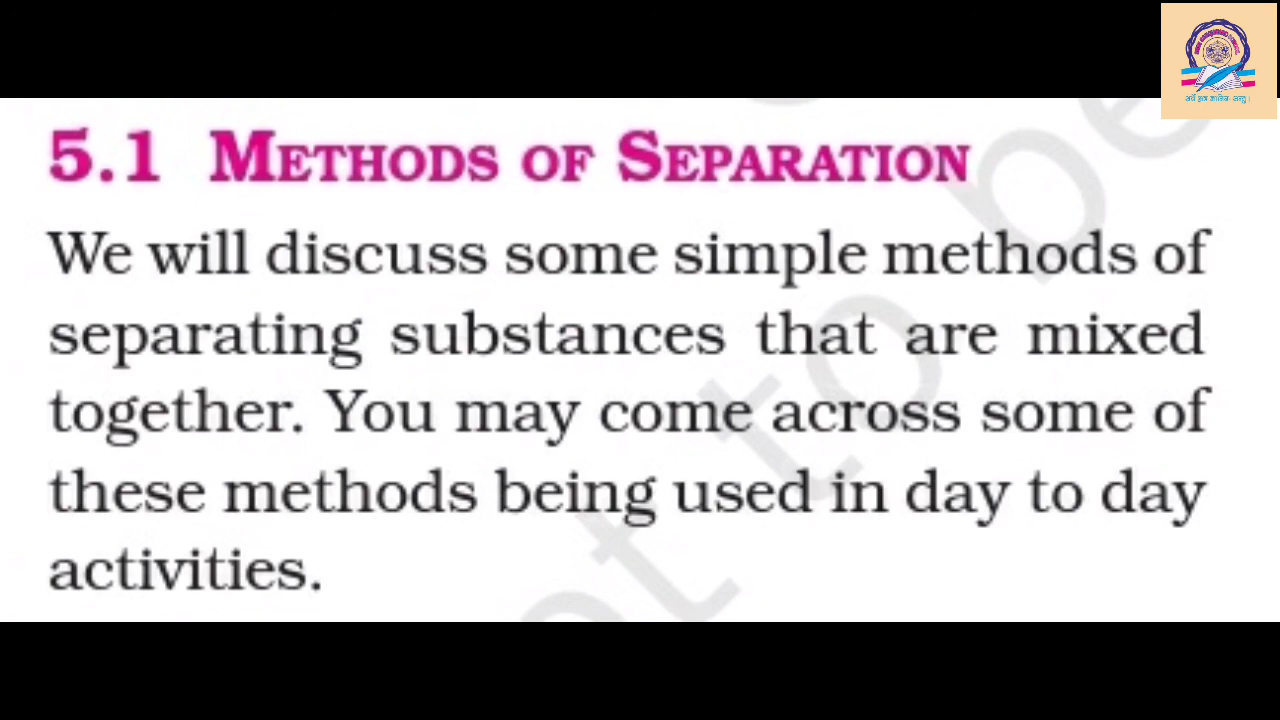 5.1 METHODS OF SEPARATION
We will discuss some simple methods of
separating substances that are mixed
together. You may come across some of
these methods being used in day to day
activities.